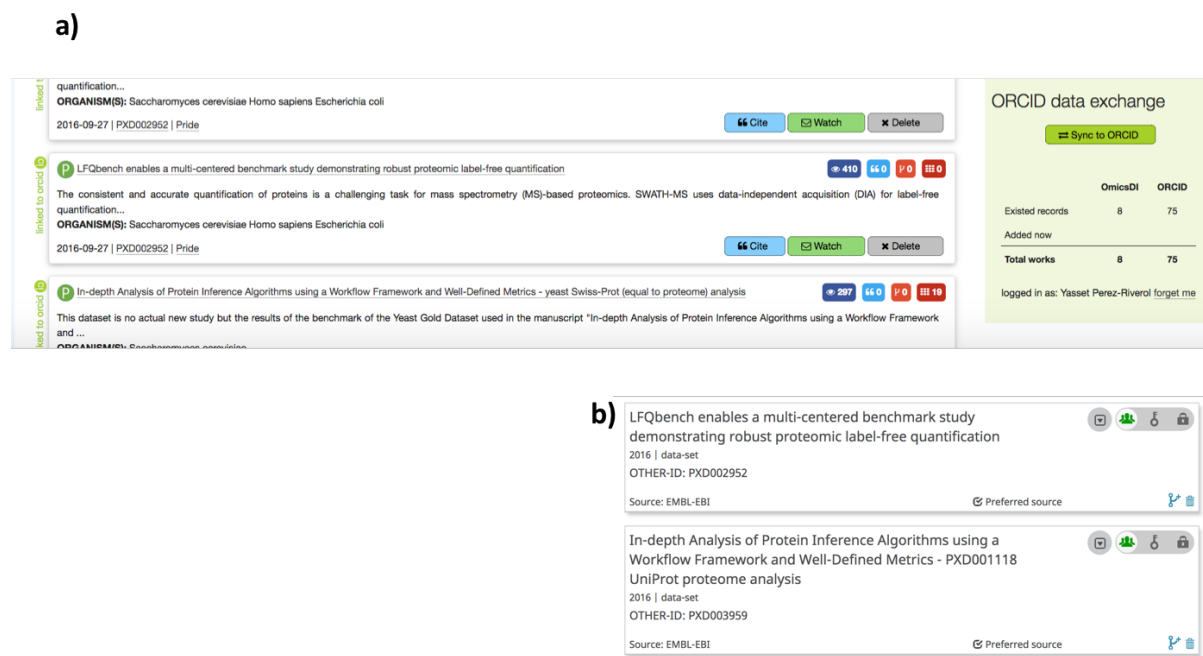 a)
linked t
quantification...
ORGANISM(S): Saccharomyces cerevisiae Homo sapiens Escherichia coli
2016-09-27 | PXD002952 | Pride
Cite
Watch
Delete
linked to orcid
P LFQbench enables a multi-centered benchmark study demonstrating robust proteomic label-free quantification
410
0
0
0
The consistent and accurate quantification of proteins is a challenging task for mass spectrometry (MS)-based proteomics. SWATH-MS uses data-independent acquisition (DIA) for label-free
quantification...
ORGANISM(S): Saccharomyces cerevisiae Homo sapiens Escherichia coli
2016-09-27 | PXD002952 | Pride
Cite
Watch
Delete
ked to orcid
P In-depth Analysis of Protein Inference Algorithms using a Workflow Framework and Well-Defined Metrics - yeast Swiss-Prot (equal to proteome) analysis
297
0
0
19
This dataset is no actual new study but the results of the benchmark of the Yeast Gold Dataset used in the manuscript "In-depth Analysis of Protein Inference Algorithms using a Workflow Framework
and ...
ORGANISM(S): Saccharomyces cerevisiae
ORCID data exchange
Sync to ORCID
OmicsDI ORCID
Existed records 8 75
Added now
Total works 8 75
logged in as: Yasset Perez-Riverol forget me
b)
LFQbench enables a multi-centered benchmark study
demonstrating robust proteomic label-free quantification
2016 | data-set
OTHER-ID: PXD002952
Source: EMBL-EBI
Preferred source
In-depth Analysis of Protein Inference Algorithms using a
Workflow Framework and Well-Defined Metrics - PXD001118
UniProt proteome analysis
2016 | data-set
OTHER-ID: PXD003959
Source: EMBL-EBI
Preferred source